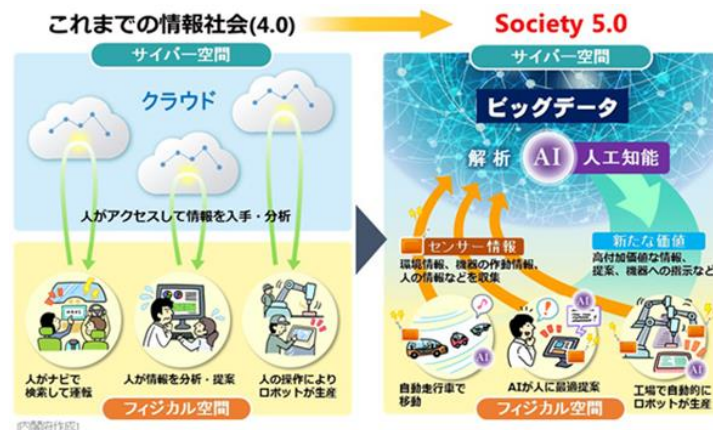 これまでの情報社会(4.0)
Society 5.0
サイバー空間
クラウド
人がアクセスして情報を入手・分析
人がナビで
検索して運転
人が情報を分析・提案
人の操作により
ロボットが生産
フィジカル空間
[内閣府作成]
サイバー空間
ビッグデータ
解析 AI 人工知能
センサー情報
環境情報、機器の作動情報、
人の情報などを収集
新たな価値
高付加価値な情報、
提案、機器への指示など
AI
AI
AI
自動走行車で
移動
AIが人に最適提案
工場で自動的に
ロボットが生産
フィジカル空間